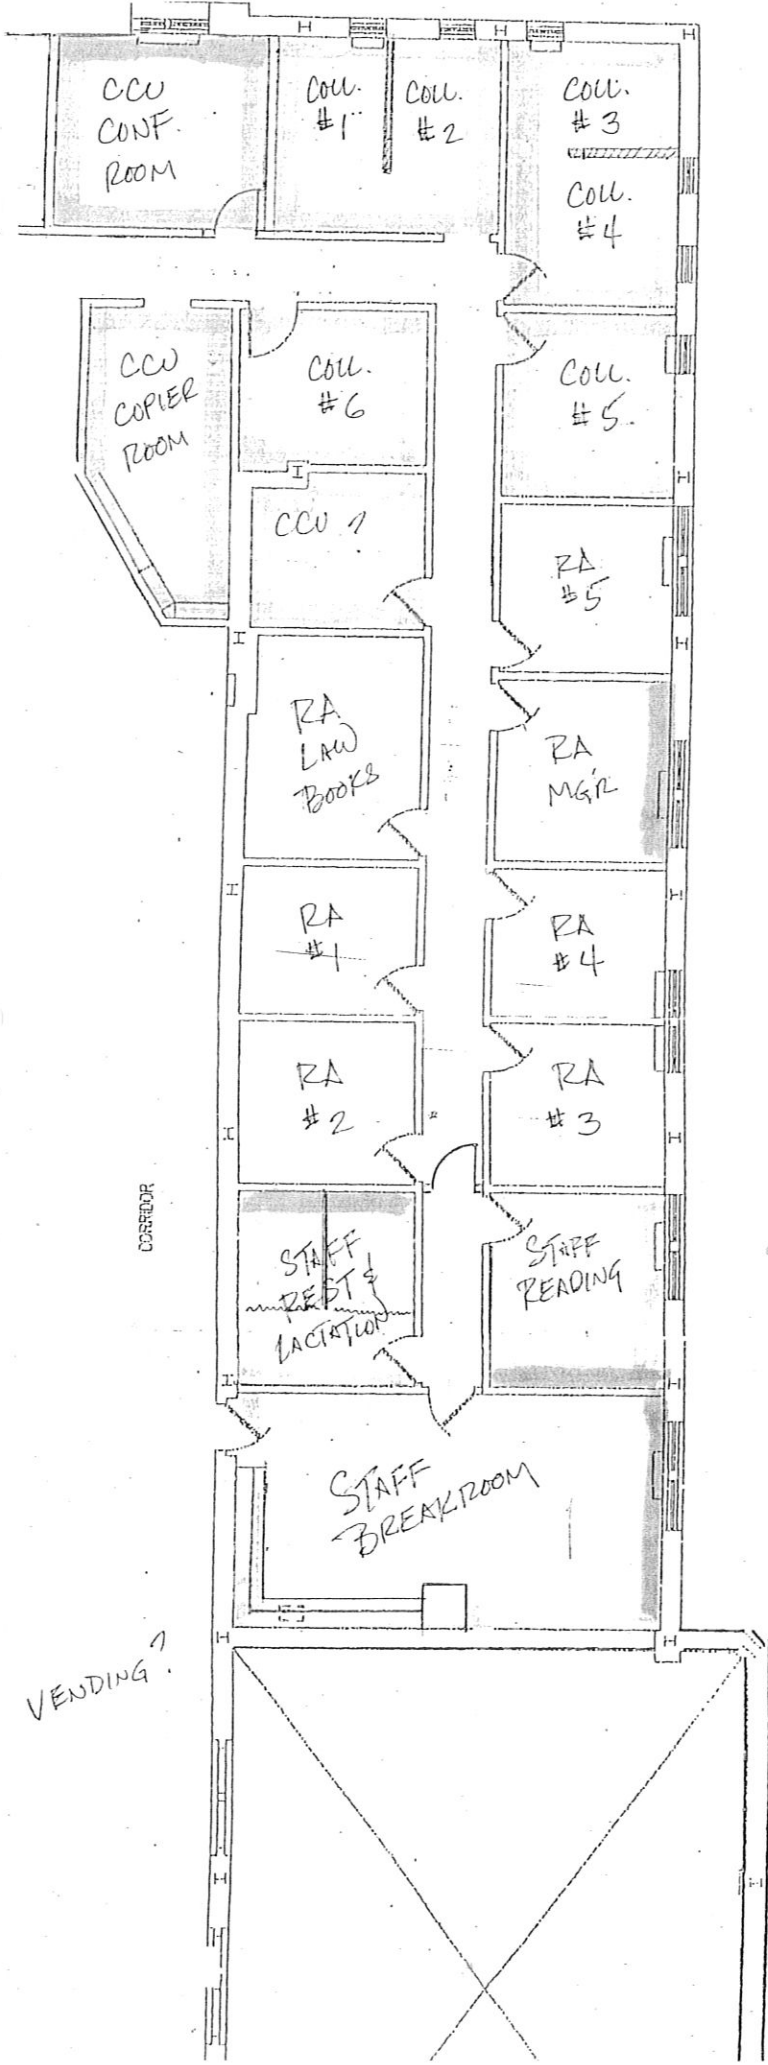 CCU
CONF.
ROOM
COLL.
#1
COLL.
#2
COLL.
#3
COLL.
#4
CCU
COPIER
ROOM
COLL.
#6
COLL.
#5
CCU ?
RA
#5
RA
LAW
BOOKS
RA
MGR
RA
#1
RA
#4
RA
#2
RA
#3
CORRIDOR
STAFF
REST &
LACTATION
STAFF
READING
STAFF
BREAKROOM
VENDING?